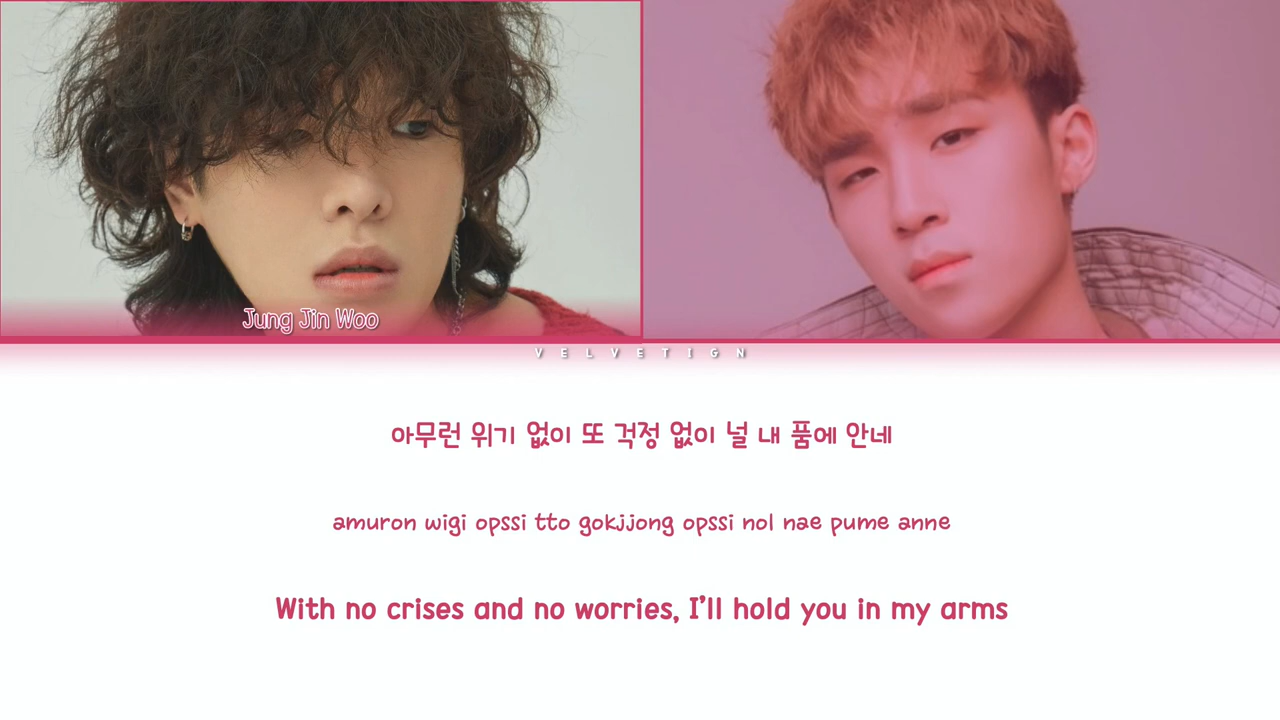 Jung Jin Woo
VELVETIGN
아무런 위기 없이 또 걱정 없이 널 내 품에 안네
amuron wigi opssi tto gokjjong opssi nol nae pume anne
With no crises and no worries, I'll hold you in my arms